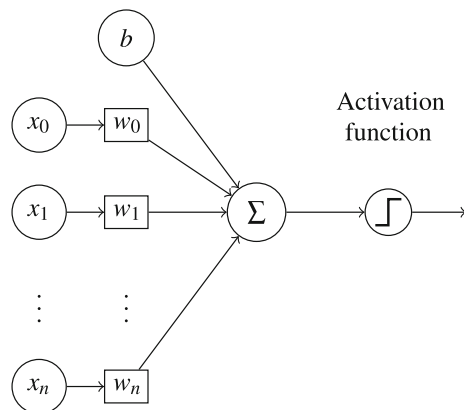 b
x₀ w₀
Activation
function
x₁ w₁ Σ
⋮ ⋮
xₙ wₙ